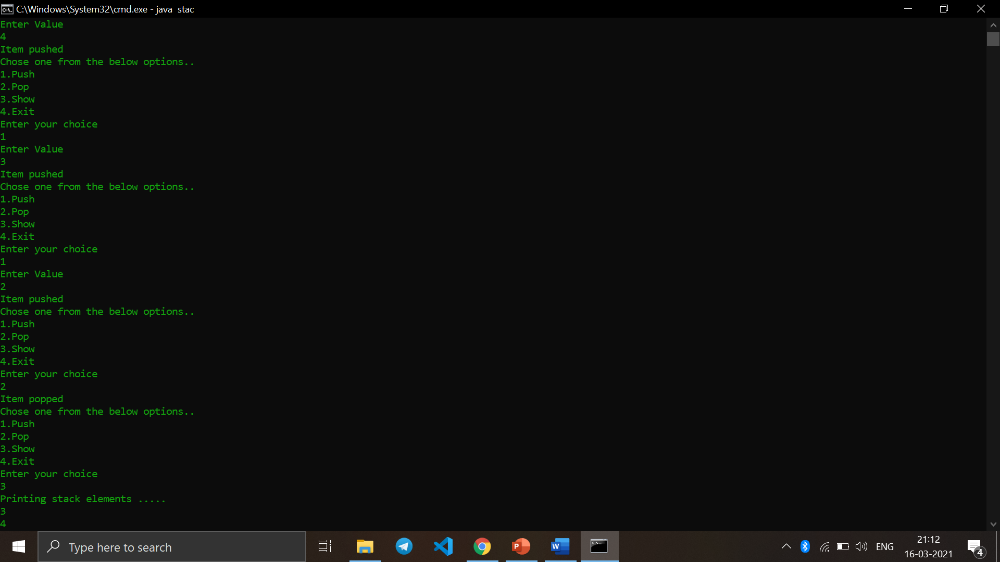 C:\Windows\System32\cmd.exe - java  stac
Enter Value
4
Item pushed
Chose one from the below options..
1.Push
2.Pop
3.Show
4.Exit
Enter your choice
1
Enter Value
3
Item pushed
Chose one from the below options..
1.Push
2.Pop
3.Show
4.Exit
Enter your choice
1
Enter Value
2
Item pushed
Chose one from the below options..
1.Push
2.Pop
3.Show
4.Exit
Enter your choice
2
Item popped
Chose one from the below options..
1.Push
2.Pop
3.Show
4.Exit
Enter your choice
3
Printing stack elements .....
3
4
Type here to search
ENG
21:12
16-03-2021
4